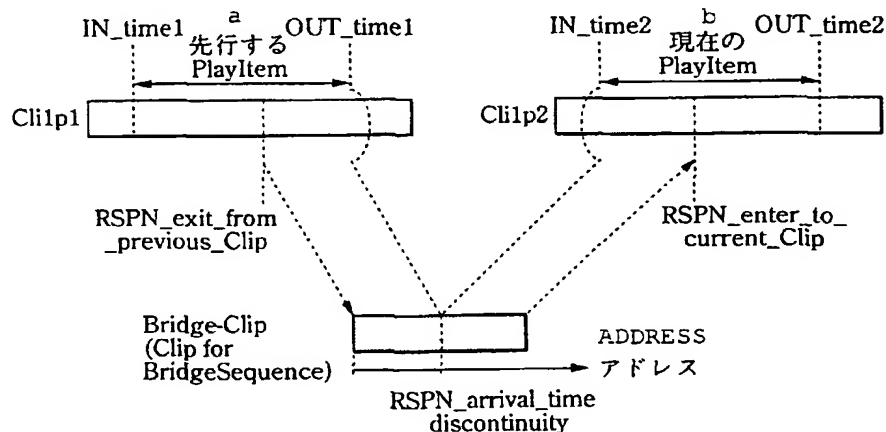 a
IN_time1 先行する OUT_time1
PlayItem
b
IN_time2 現在の OUT_time2
PlayItem
Cli1p1
Cli1p2
RSPN_exit_from
_previous_Clip
RSPN_enter_to_
current_Clip
Bridge-Clip
(Clip for
BridgeSequence)
ADDRESS
アドレス
RSPN_arrival_time
discontinuity